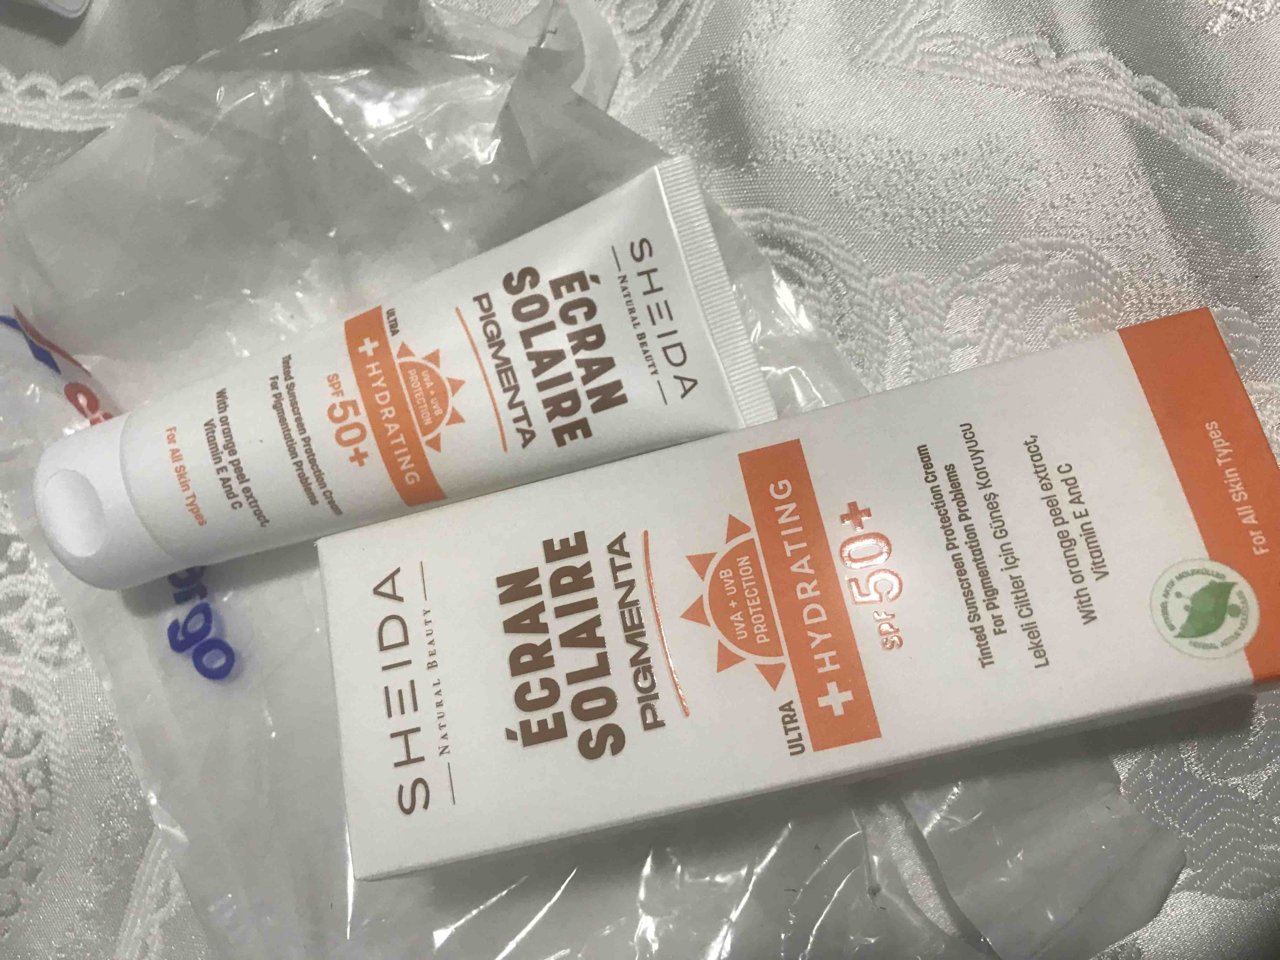 SHEIDA
NATURAL BEAUTY
ÉCRAN
SOLAIRE
PIGMENTA
UVA + UVB
PROTECTION
ULTRA
+ HYDRATING
SPF 50+
Tinted Sunscreen Protection Cream
For Pigmentation Problems
With orange peel extract,
Vitamin E And C
For All Skin Types
SHEIDA
NATURAL BEAUTY
ÉCRAN
SOLAIRE
PIGMENTA
UVA + UVB
PROTECTION
ULTRA
+ HYDRATING
SPF 50+
Tinted Sunscreen Protection Cream
For Pigmentation Problems
Lekeli Ciltler İçin Güneş Koruyucu
With orange peel extract,
Vitamin E And C
For All Skin Types